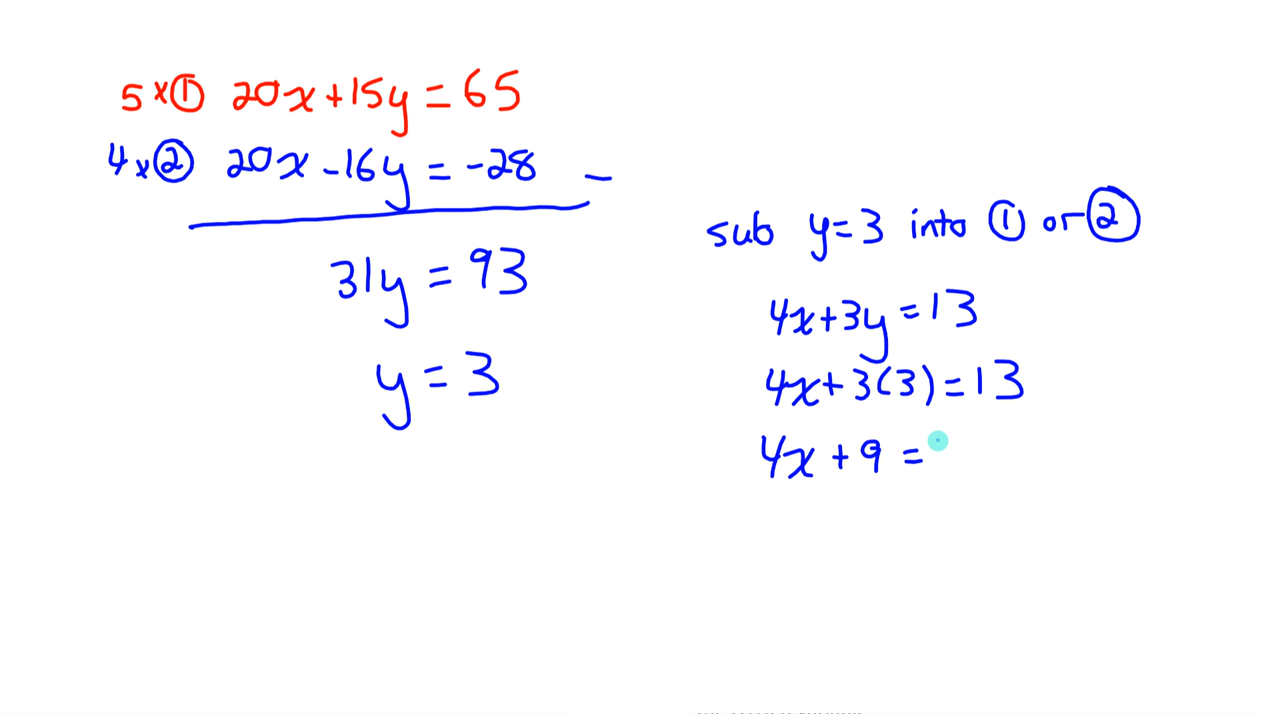 5 × ① 20x + 15y = 65
4 × ② 20x - 16y = -28 -
31y = 93
y = 3
sub y = 3 into ① or ②
4x + 3y = 13
4x + 3(3) = 13
4x + 9 =